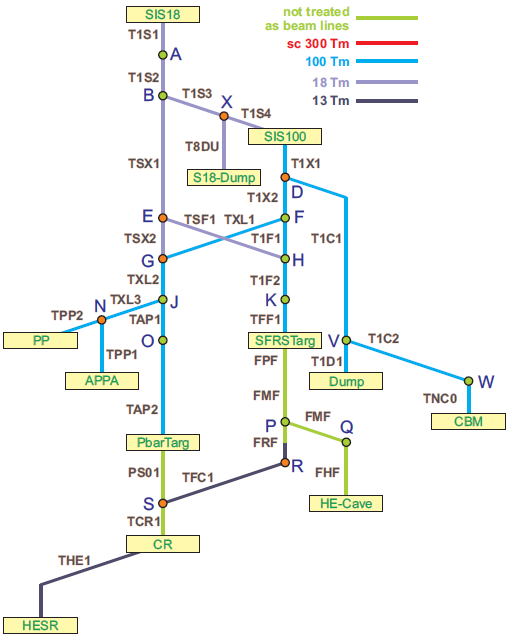 SIS18
not treated
as beam lines
sc 300 Tm
100 Tm
18 Tm
13 Tm
T1S1
A
T1S2
B
T1S3
X
T1S4
SIS100
T8DU
S18-Dump
TSX1
T1X1
T1X2
D
E
TSF1
TXL1
F
TSX2
T1F1
T1C1
G
H
TXL2
T1F2
TXL3
J
K
N
TPP2
TAP1
TFF1
PP
O
SFRSTarg
V
T1C2
TPP1
FPF
T1D1
APPA
Dump
W
FMF
TNC0
TAP2
CBM
P
FMF
Q
PbarTarg
FRF
PS01
TFC1
R
FHF
S
HE-Cave
TCR1
CR
THE1
HESR